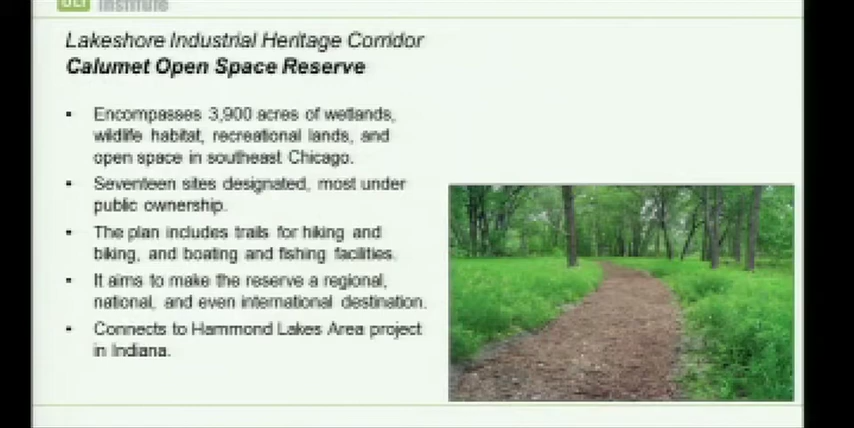 ULI Institute
Lakeshore Industrial Heritage Corridor
Calumet Open Space Reserve
• Encompasses 3,900 acres of wetlands,
wildlife habitat, recreational lands, and
open space in southeast Chicago.
• Seventeen sites designated, most under
public ownership.
• The plan includes trails for hiking and
biking, and boating and fishing facilities.
• It aims to make the reserve a regional,
national, and even international destination.
• Connects to Hammond Lakes Area project
in Indiana.